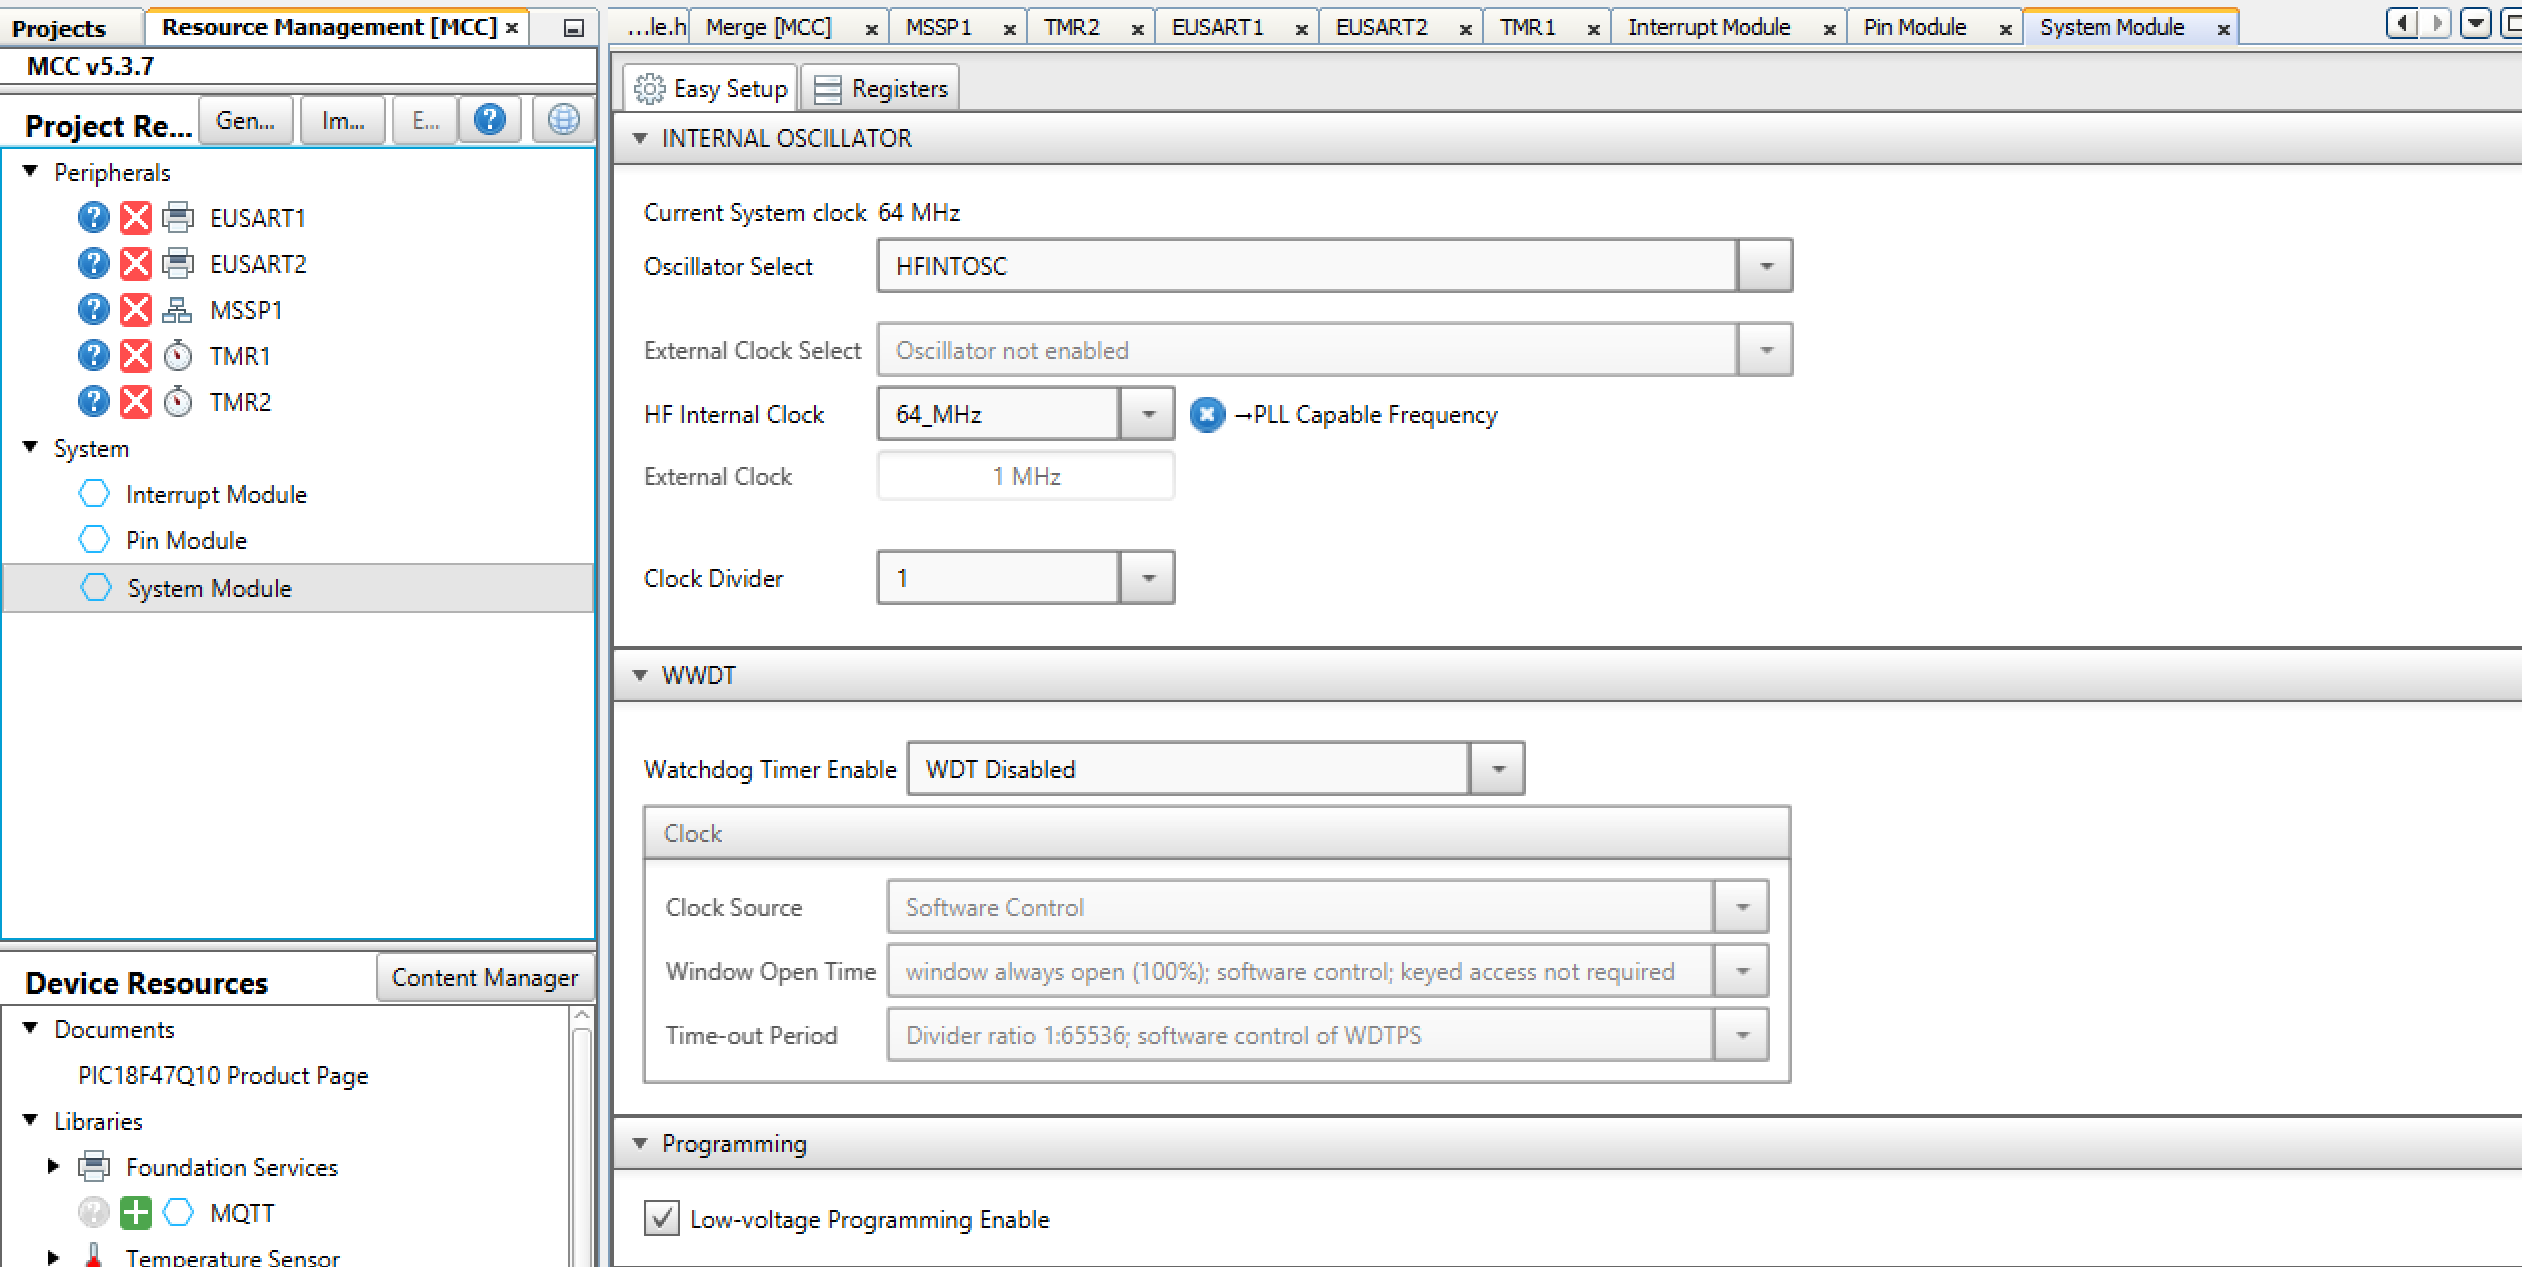 Projects
Resource Management [MCC]
...le.h
Merge [MCC]
MSSP1
TMR2
EUSART1
EUSART2
TMR1
Interrupt Module
Pin Module
System Module
MCC v5.3.7
Project Re...
Gen...
Im...
E...
Peripherals
EUSART1
EUSART2
MSSP1
TMR1
TMR2
System
Interrupt Module
Pin Module
System Module
Device Resources
Content Manager
Documents
PIC18F47Q10 Product Page
Libraries
Foundation Services
MQTT
Temperature Sensor
Easy Setup
Registers
INTERNAL OSCILLATOR
Current System clock 64 MHz
Oscillator Select HFINTOSC
External Clock Select Oscillator not enabled
HF Internal Clock 64_MHz →PLL Capable Frequency
External Clock 1 MHz
Clock Divider 1
WWDT
Watchdog Timer Enable WDT Disabled
Clock
Clock Source Software Control
Window Open Time window always open (100%); software control; keyed access not required
Time-out Period Divider ratio 1:65536; software control of WDTPS
Programming
Low-voltage Programming Enable